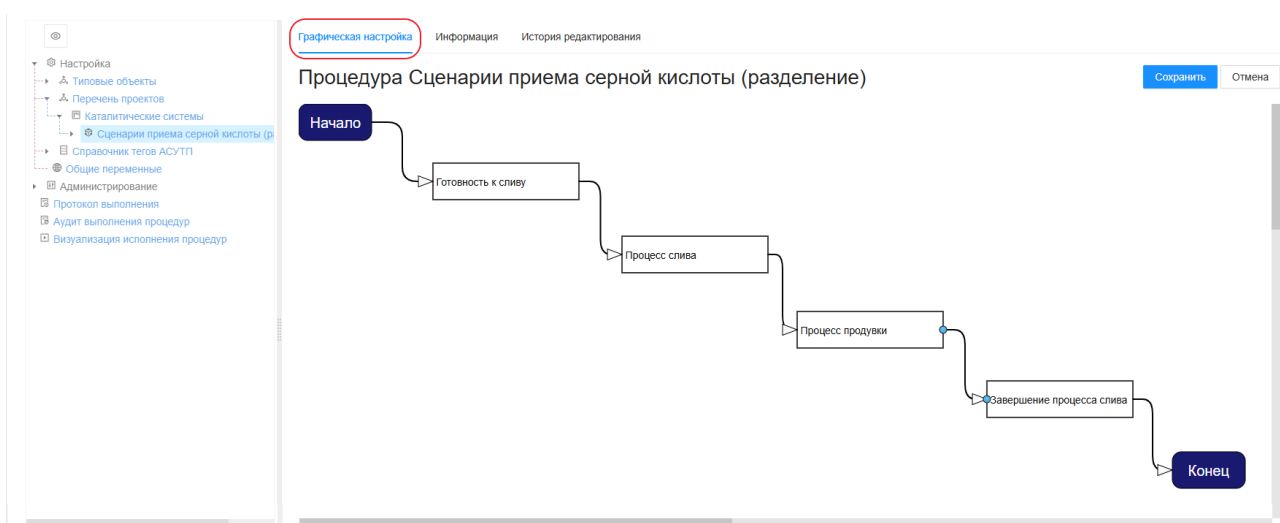 Графическая настройка
Информация
История редактирования
Настройка
Типовые объекты
Перечень проектов
Каталитические системы
Сценарии приема серной кислоты (р
Справочник тегов АСУТП
Общие переменные
Администрирование
Протокол выполнения
Аудит выполнения процедур
Визуализация исполнения процедур
Процедура Сценарии приема серной кислоты (разделение)
Сохранить
Отмена
Начало
Готовность к сливу
Процесс слива
Процесс продувки
Завершение процесса слива
Конец